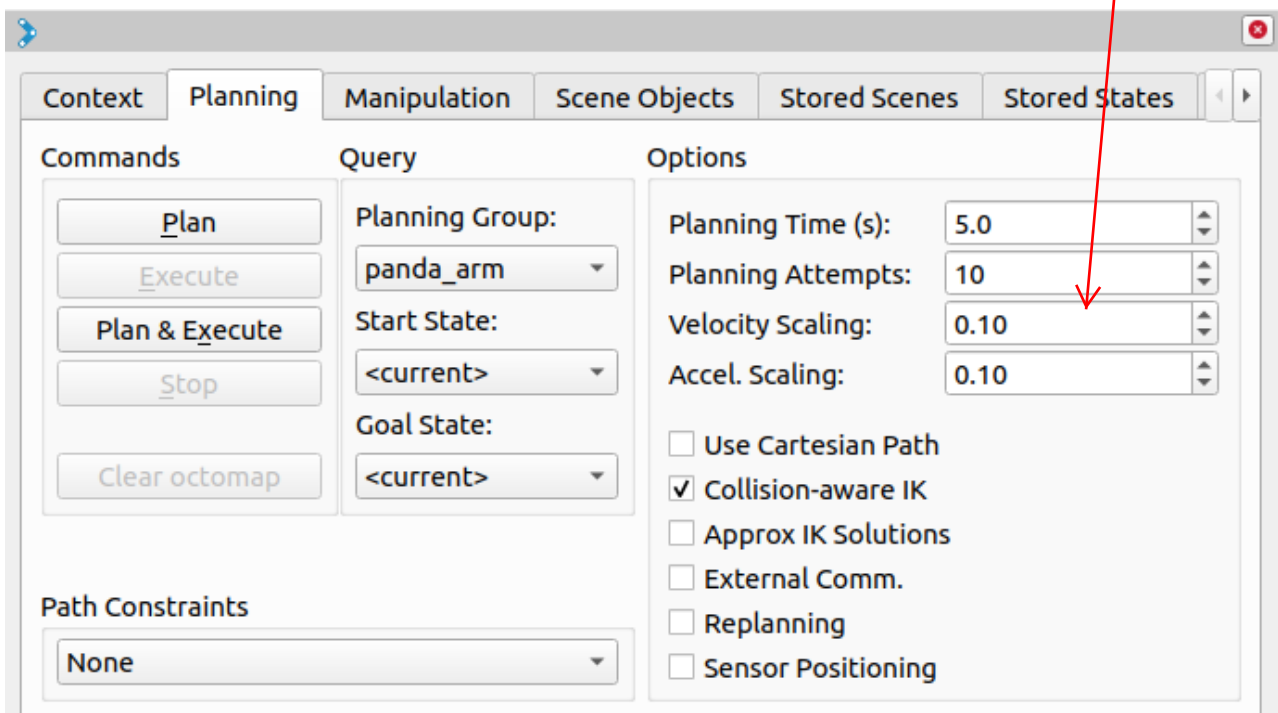 Context Planning Manipulation Scene Objects Stored Scenes Stored States
Commands
Plan
Execute
Plan & Execute
Stop
Clear octomap
Query
Planning Group:
panda_arm
Start State:
<current>
Goal State:
<current>
Path Constraints
None
Options
Planning Time (s): 5.0
Planning Attempts: 10
Velocity Scaling: 0.10
Accel. Scaling: 0.10
Use Cartesian Path
Collision-aware IK
Approx IK Solutions
External Comm.
Replanning
Sensor Positioning